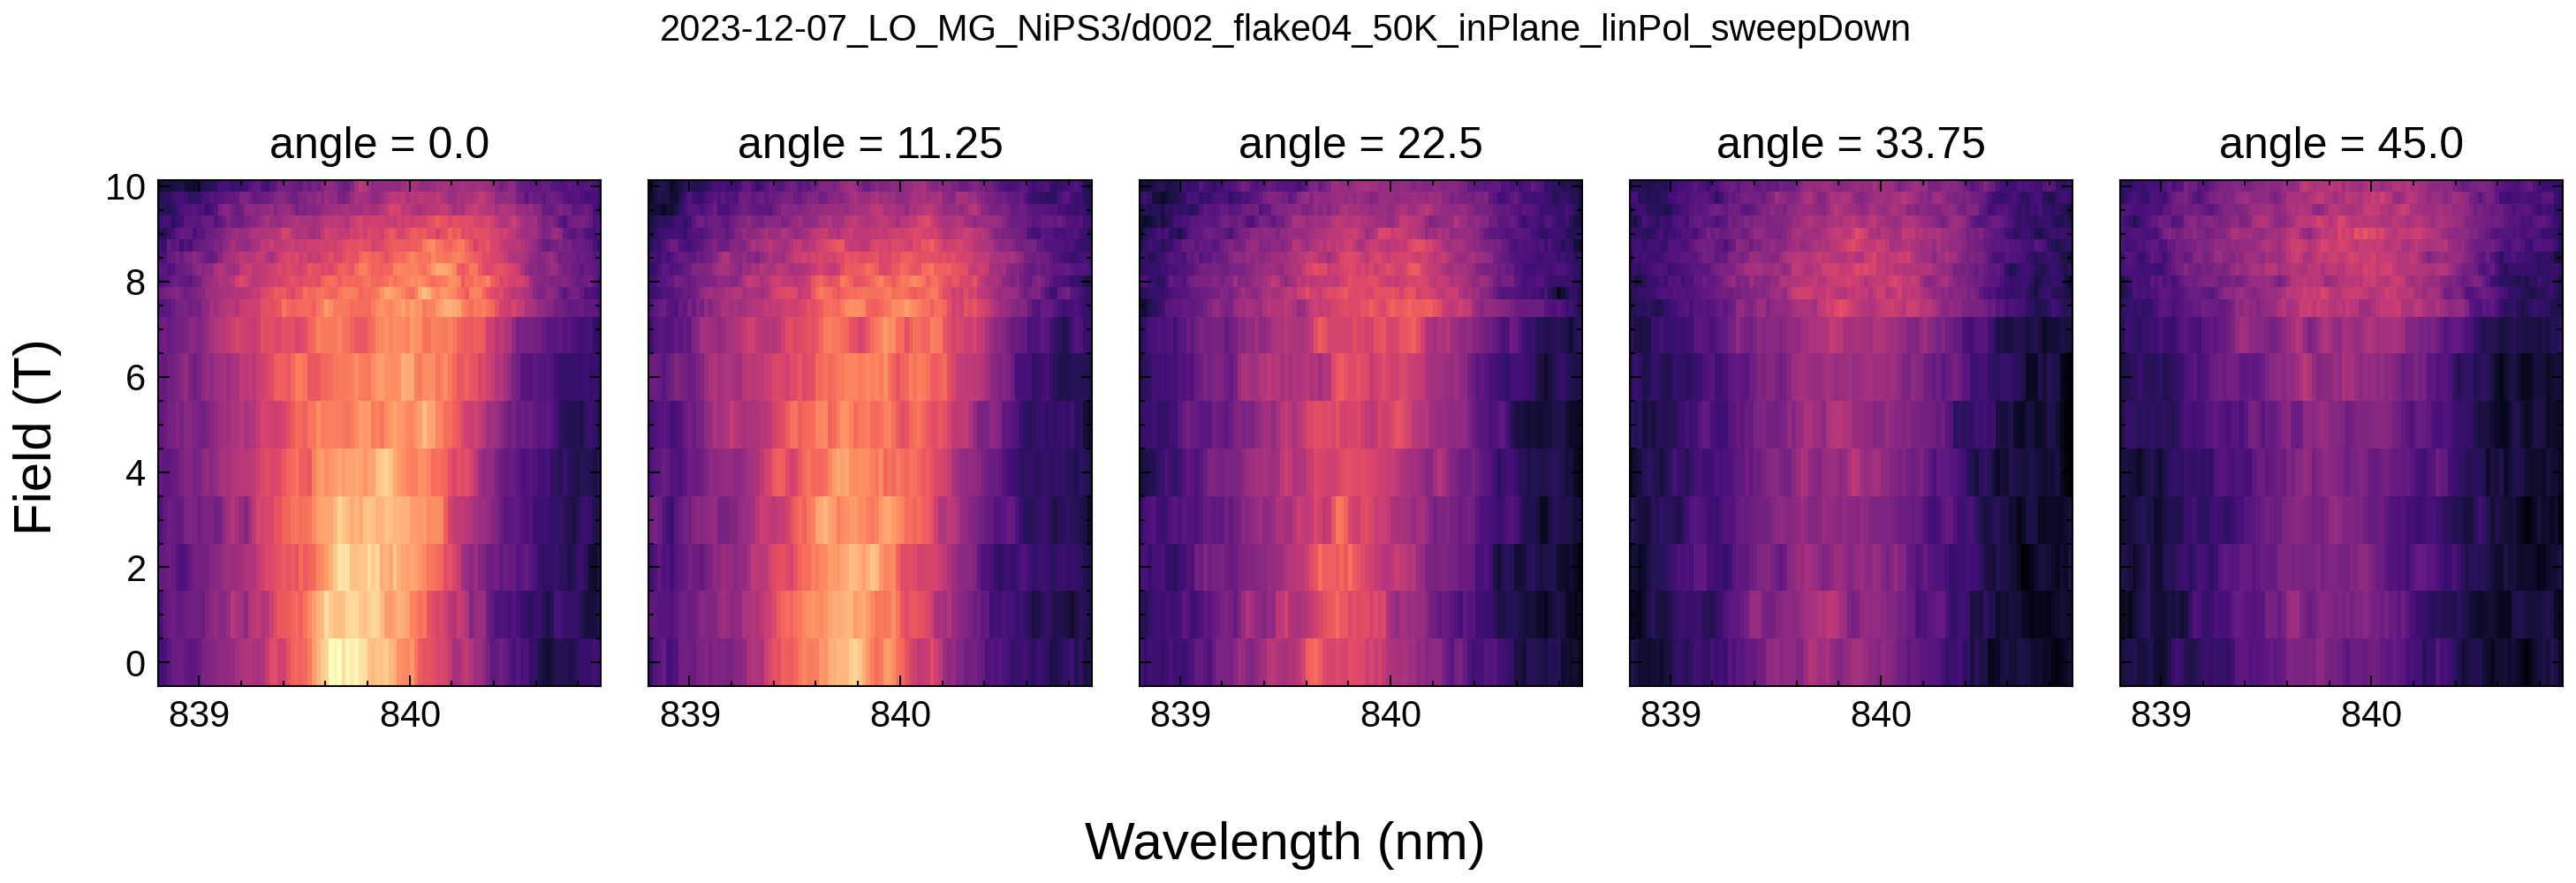 2023-12-07_LO_MG_NiPS3/d002_flake04_50K_inPlane_linPol_sweepDown
angle = 0.0
angle = 11.25
angle = 22.5
angle = 33.75
angle = 45.0
Field (T)
10
8
6
4
2
0
839 840
839 840
839 840
839 840
839 840
Wavelength (nm)